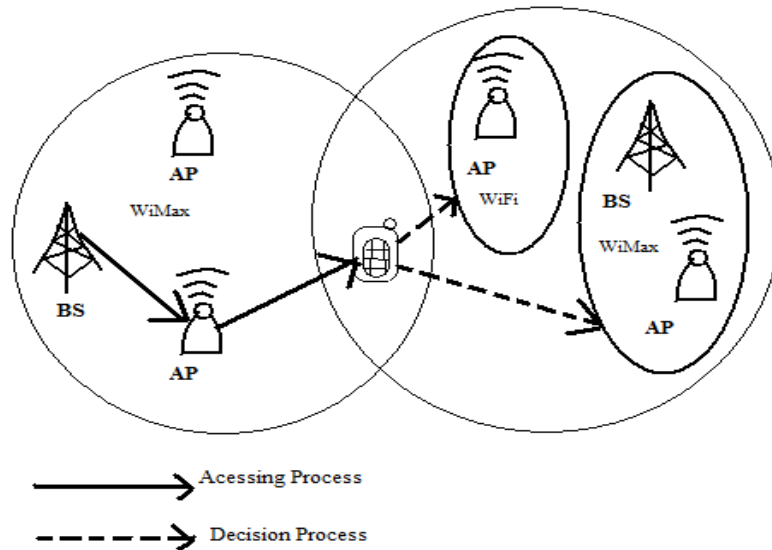 AP
WiMax
BS
AP
AP
WiFi
BS
WiMax
AP
Acessing Process
Decision Process